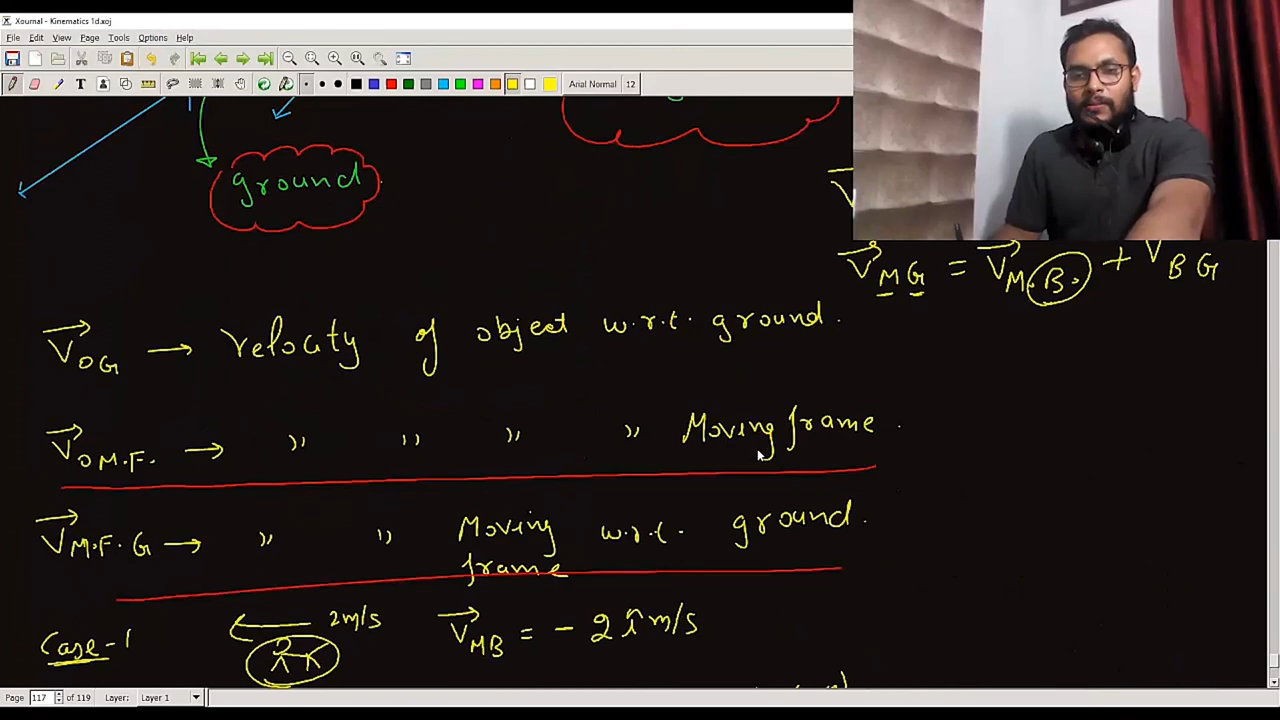 Xournal - Kinematics 1d.xoj
File Edit View Page Tools Options Help
T Arial Normal 12
ground
V MG = V M.B. + V BG
V OG → velocity of object w.r.t. ground.
V O M.F. → " " " " Moving frame.
V M.F.G → " " Moving w.r.t. ground.
frame
Case-1 ← 2m/s V MB = - 2 î m/s
Page 117 of 119 Layer: Layer 1